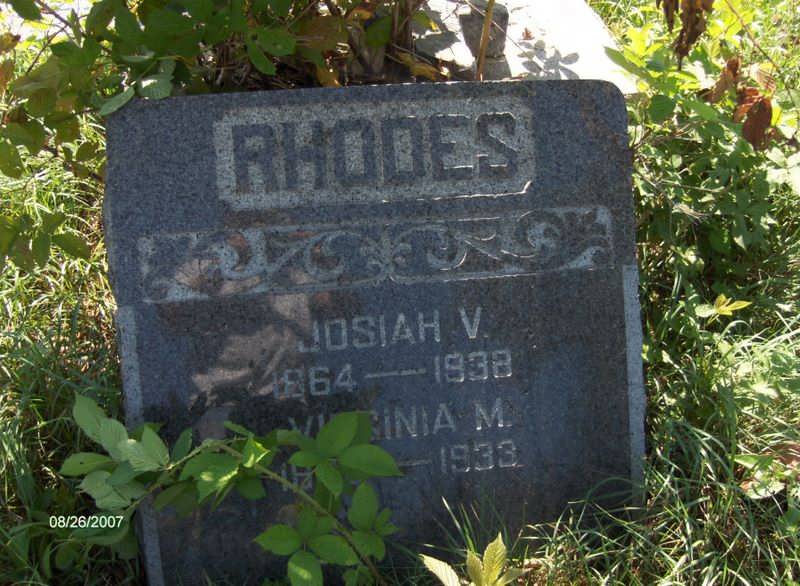 RHODES
JOSIAH V.
1864 — 1938
VIRGINIA M.
— 1933
08/26/2007